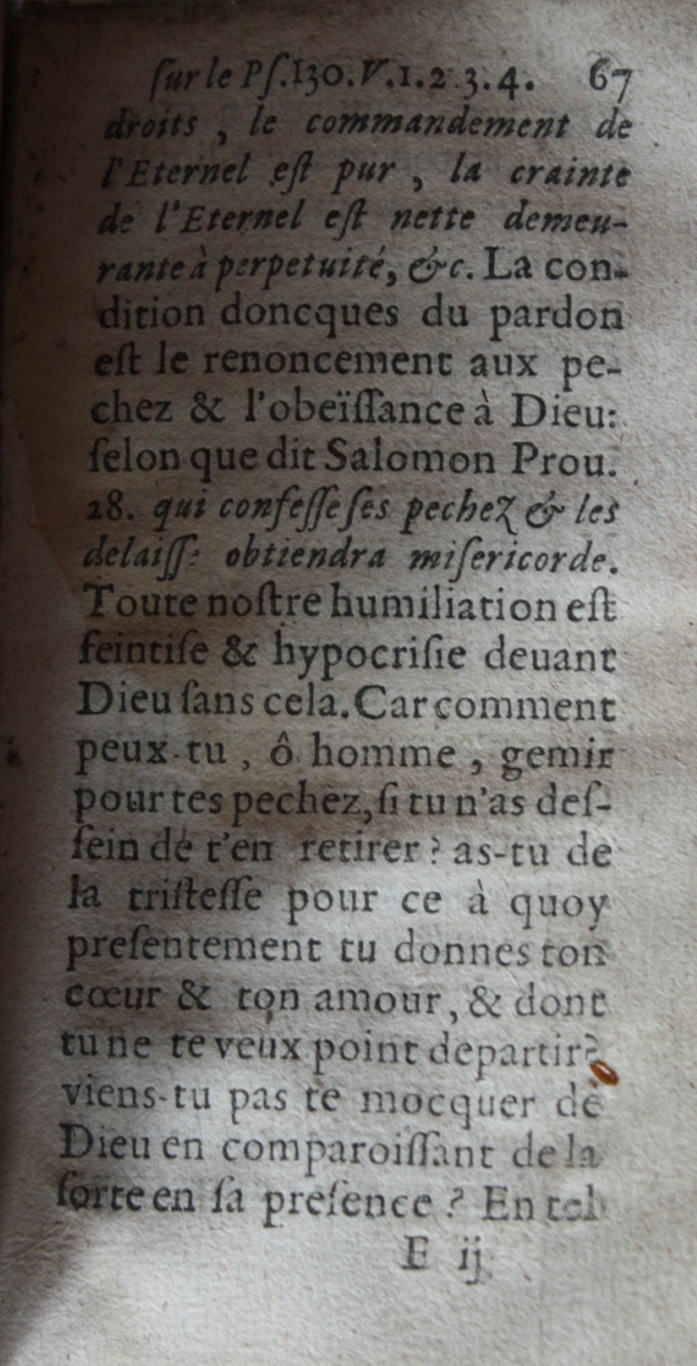 ſur le Pſ.130.V.1.2.3.4. 67
droits , le commandement de
l'Eternel eſt pur , la crainte
de l'Eternel eſt nette demeu-
rante à perpetuité, &c. La con-
dition doncques du pardon
eſt le renoncement aux pe-
chez & l'obeïſſance à Dieu:
ſelon que dit Salomon Prou.
28. qui confeſſe ſes pechez & les
delaiſſe obtiendra miſericorde.
Toute noſtre humiliation eſt
feintiſe & hypocriſie deuant
Dieu ſans cela. Car comment
peux-tu , ô homme , gemir
pour tes pechez, ſi tu n'as deſ-
ſein de t'en retirer ? as-tu de
la triſteſſe pour ce à quoy
preſentement tu donnes ton
cœur & ton amour, & dont
tu ne te veux point departir?
viens-tu pas te mocquer de
Dieu en comparoiſſant de la
ſorte en ſa preſence ? En tel
E ij